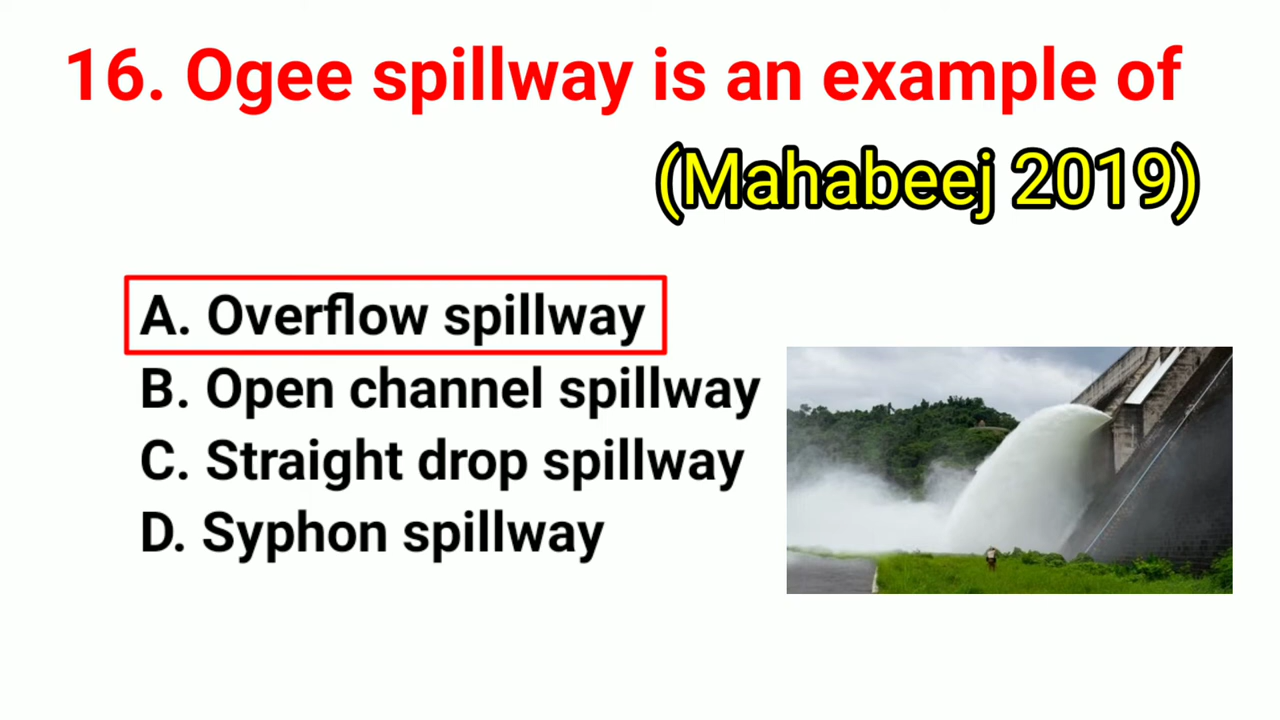 16. Ogee spillway is an example of
(Mahabeej 2019)
A. Overflow spillway
B. Open channel spillway
C. Straight drop spillway
D. Syphon spillway